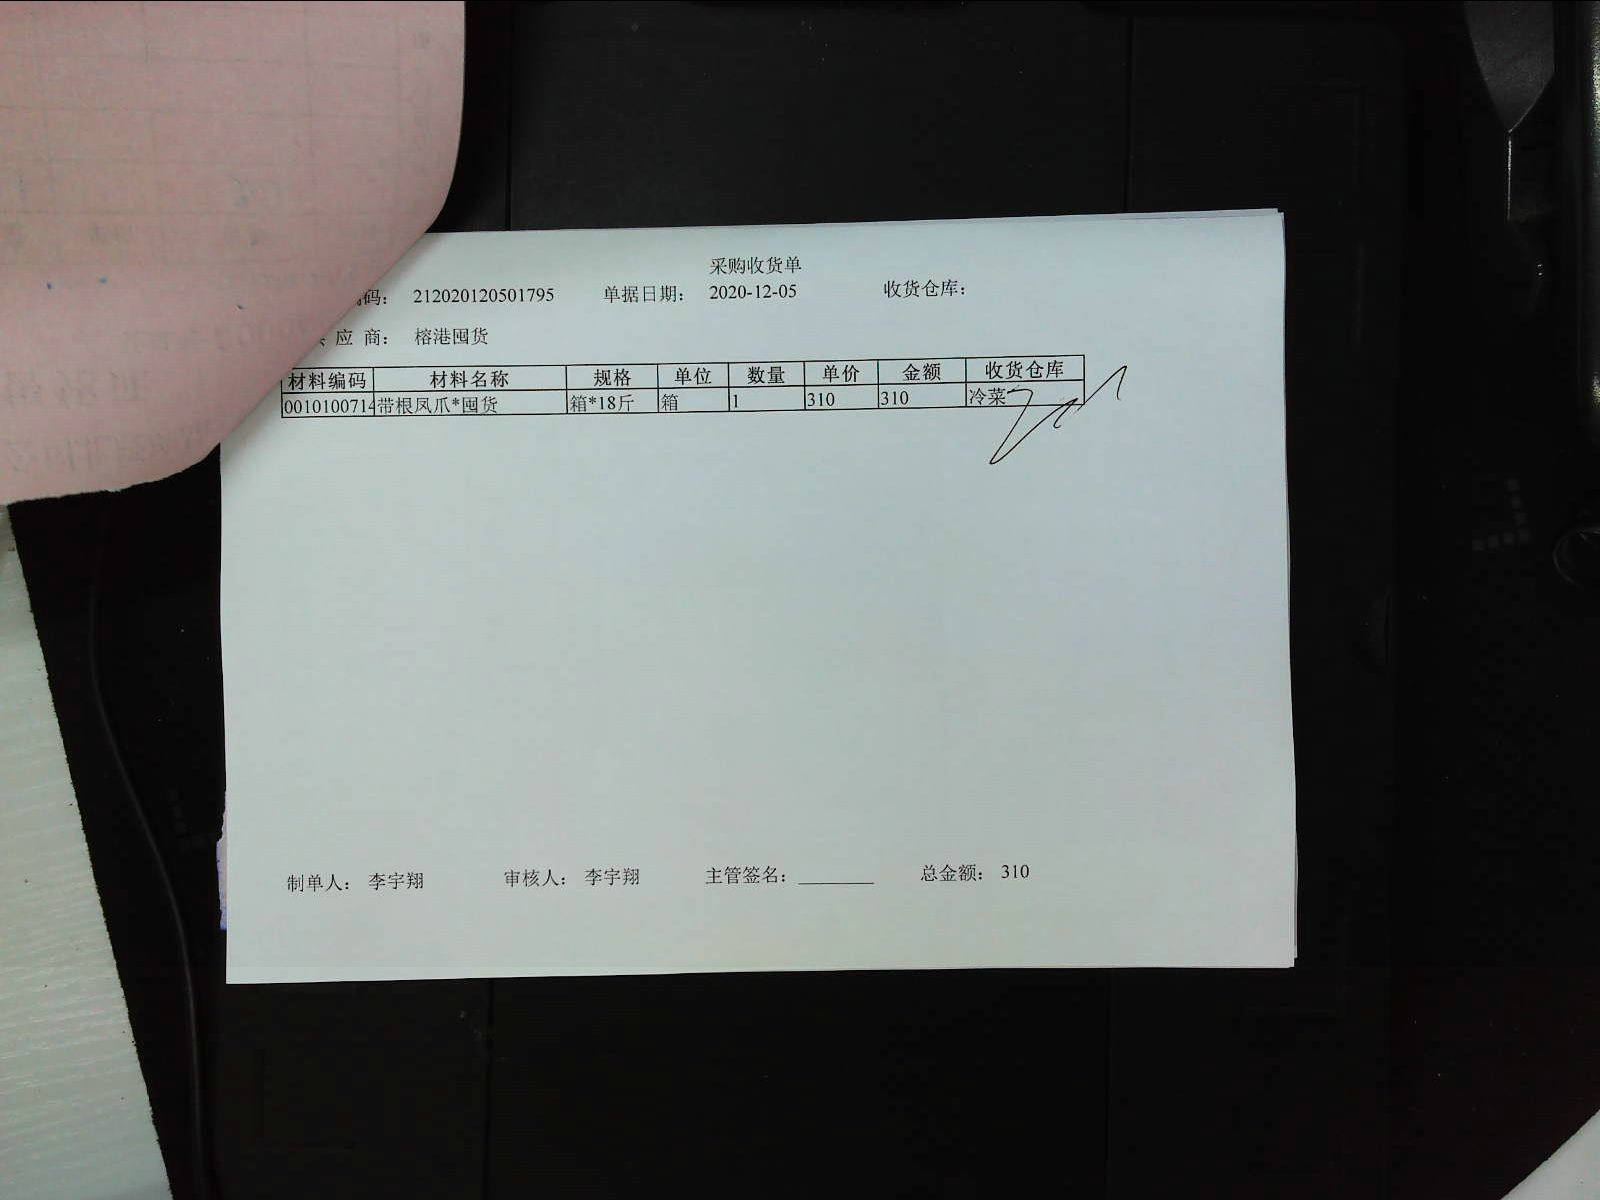 采购收货单
码： 212020120501795 单据日期： 2020-12-05 收货仓库：
应 商： 榕港囤货
材料编码 材料名称 规格 单位 数量 单价 金额 收货仓库
0010100714 带根凤爪*囤货 箱*18斤 箱 1 310 310 冷菜
制单人： 李宇翔 审核人： 李宇翔 主管签名：________ 总金额： 310